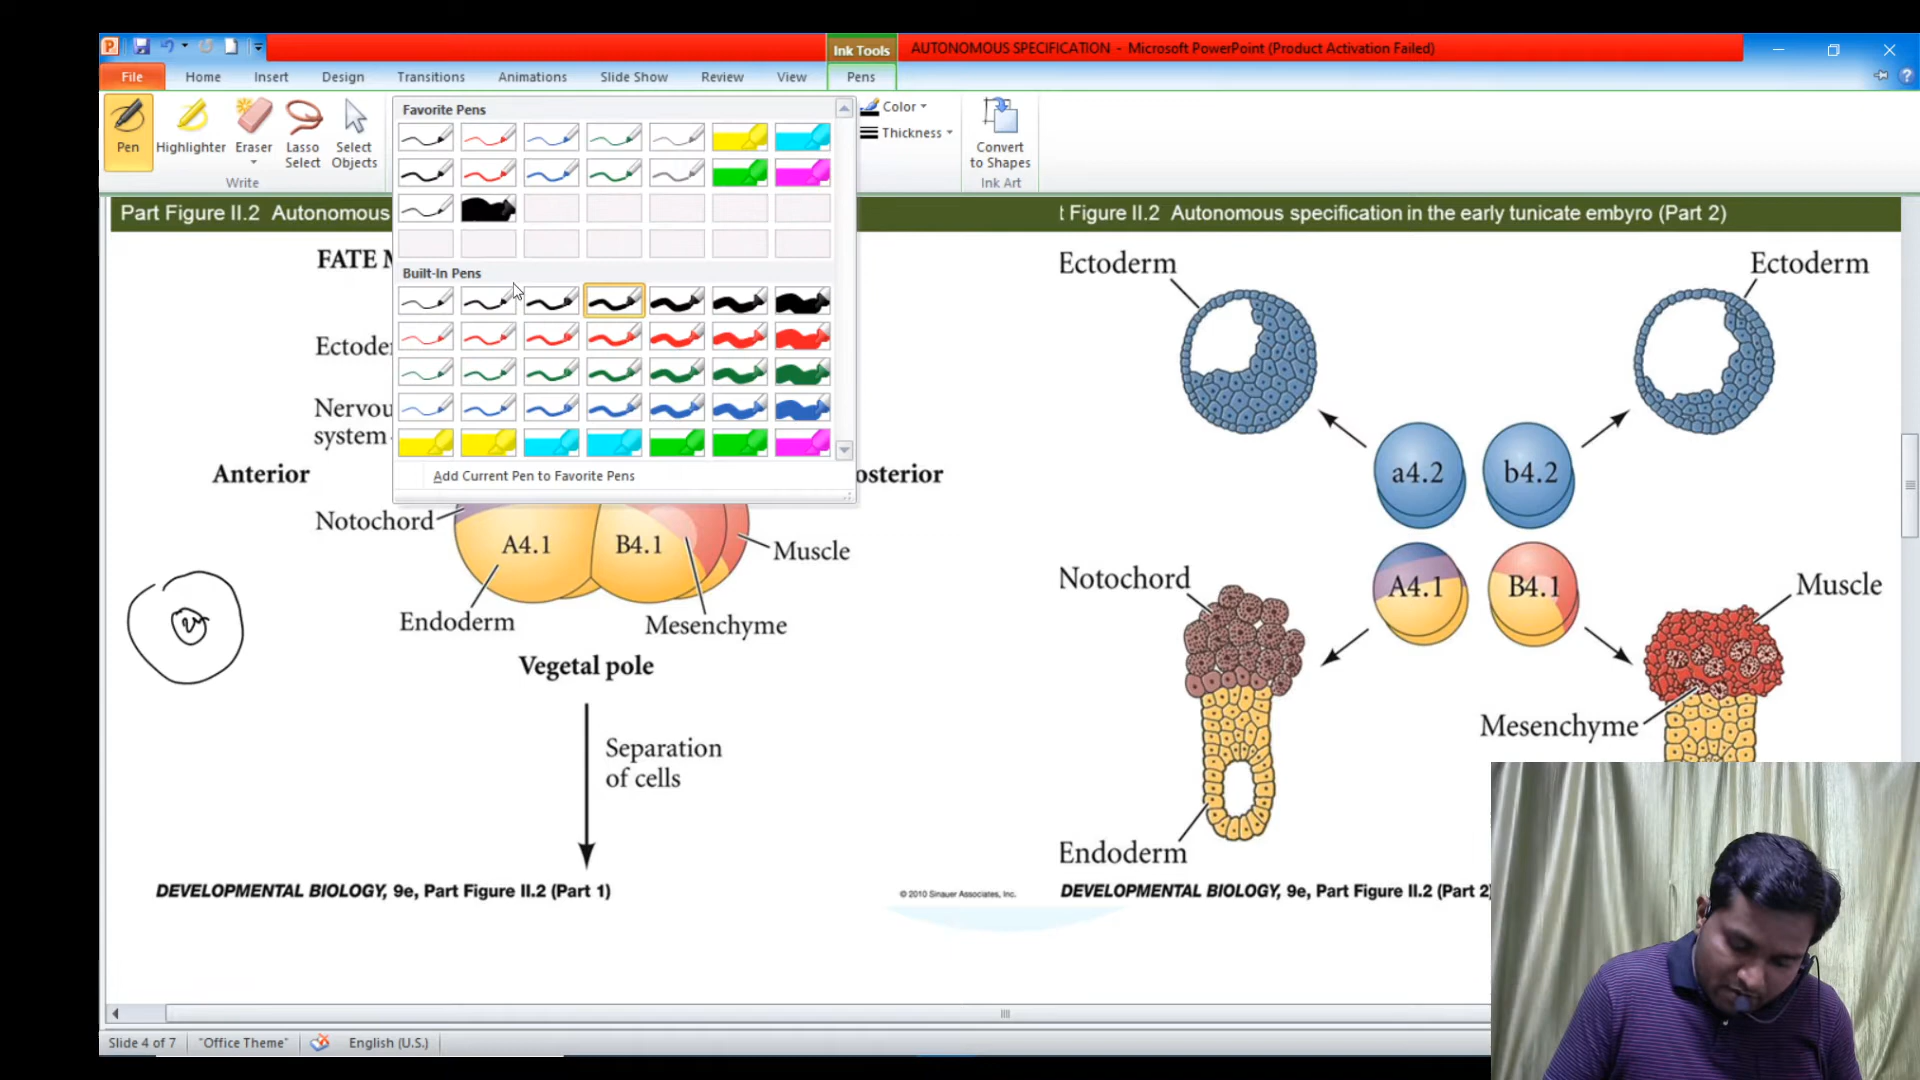 Ink Tools
AUTONOMOUS SPECIFICATION - Microsoft PowerPoint (Product Activation Failed)
File Home Insert Design Transitions Animations Slide Show Review View Pens
Pen
Highlighter
Eraser
Lasso
Select
Select
Objects
Write
Favorite Pens
Built-In Pens
Add Current Pen to Favorite Pens
Color
Thickness
Convert
to Shapes
Ink Art
Part Figure II.2 Autonomous
FATE
Nervou
system
Anterior
osterior
Notochord
A4.1
B4.1
Muscle
Endoderm
Mesenchyme
Vegetal pole
Separation
of cells
DEVELOPMENTAL BIOLOGY, 9e, Part Figure II.2 (Part 1)
© 2010 Sinauer Associates, Inc.
t Figure II.2 Autonomous specification in the early tunicate embyro (Part 2)
Ectoderm
Ectoderm
a4.2
b4.2
A4.1
B4.1
Notochord
Muscle
Mesenchyme
Endoderm
DEVELOPMENTAL BIOLOGY, 9e, Part Figure II.2 (Part 2)
Slide 4 of 7
"Office Theme"
English (U.S.)